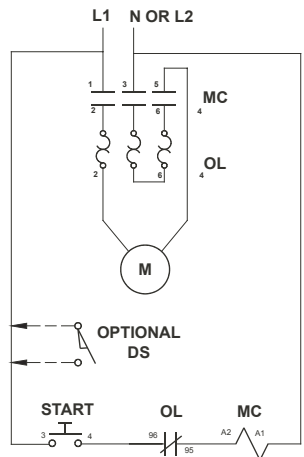 L1 N OR L2
1 3 5
MC
2 6 4
OL
2 6 4
M
OPTIONAL
DS
START OL MC
3 4 96 95 A2 A1